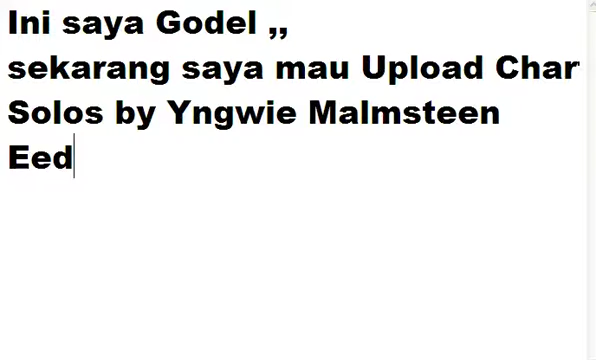 Ini saya Godel ,,
sekarang saya mau Upload Char
Solos by Yngwie Malmsteen
Eed